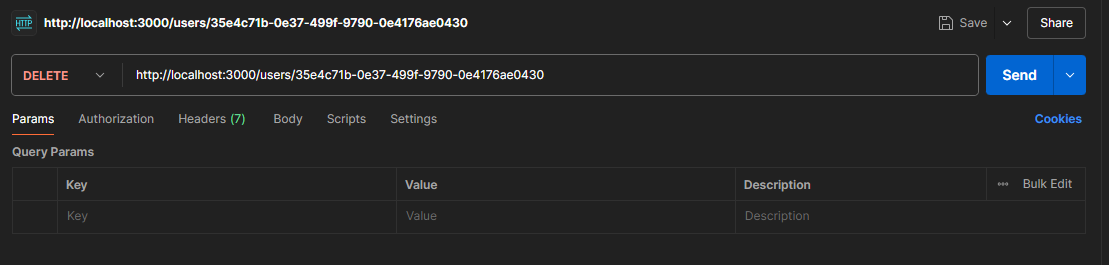 HTTP http://localhost:3000/users/35e4c71b-0e37-499f-9790-0e4176ae0430 Save Share
DELETE http://localhost:3000/users/35e4c71b-0e37-499f-9790-0e4176ae0430 Send
Params Authorization Headers (7) Body Scripts Settings Cookies
Query Params
Key Value Description Bulk Edit
Key Value Description